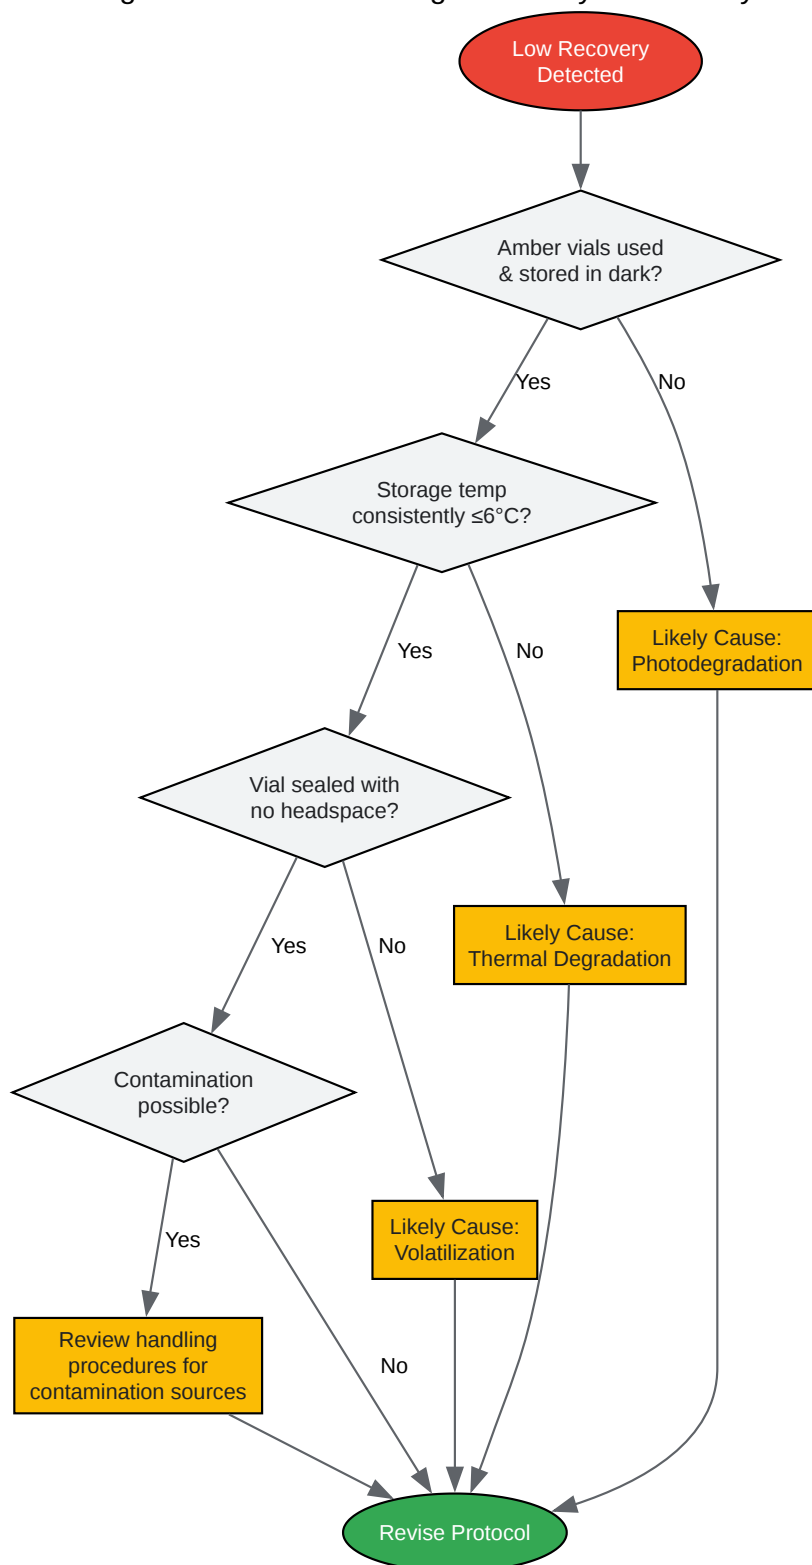 Low Recovery
Detected
Amber vials used
& stored in dark?
Yes
No
Storage temp
consistently ≤6°C?
Yes
No
Likely Cause:
Photodegradation
Vial sealed with
no headspace?
Yes
No
Likely Cause:
Thermal Degradation
Contamination
possible?
Yes
No
Likely Cause:
Volatilization
Review handling
procedures for
contamination sources
Revise Protocol